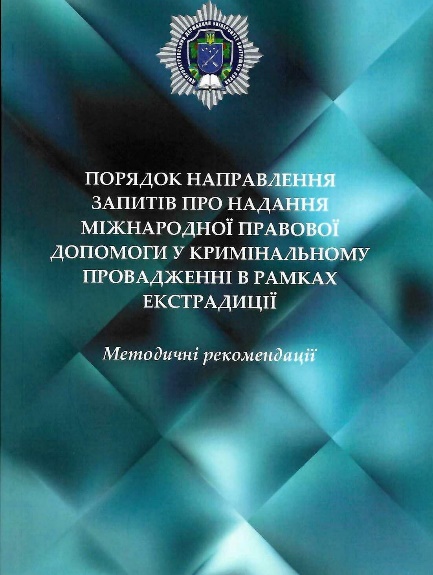 ПОРЯДОК НАПРАВЛЕННЯ
ЗАПИТІВ ПРО НАДАННЯ
МІЖНАРОДНОЇ ПРАВОВОЇ
ДОПОМОГИ У КРИМІНАЛЬНОМУ
ПРОВАДЖЕННІ В РАМКАХ
ЕКСТРАДИЦІЇ
Методичні рекомендації